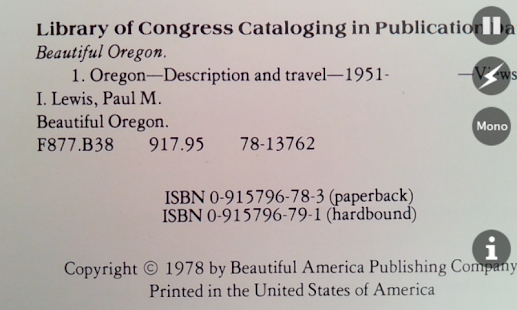 Library of Congress Cataloging in Publication
Beautiful Oregon.
1. Oregon—Description and travel—1951- —Views
I. Lewis, Paul M.
Beautiful Oregon.
F877.B38 917.95 78-13762
Mono
ISBN 0-915796-78-3 (paperback)
ISBN 0-915796-79-1 (hardbound)
i
Copyright © 1978 by Beautiful America Publishing Company
Printed in the United States of America